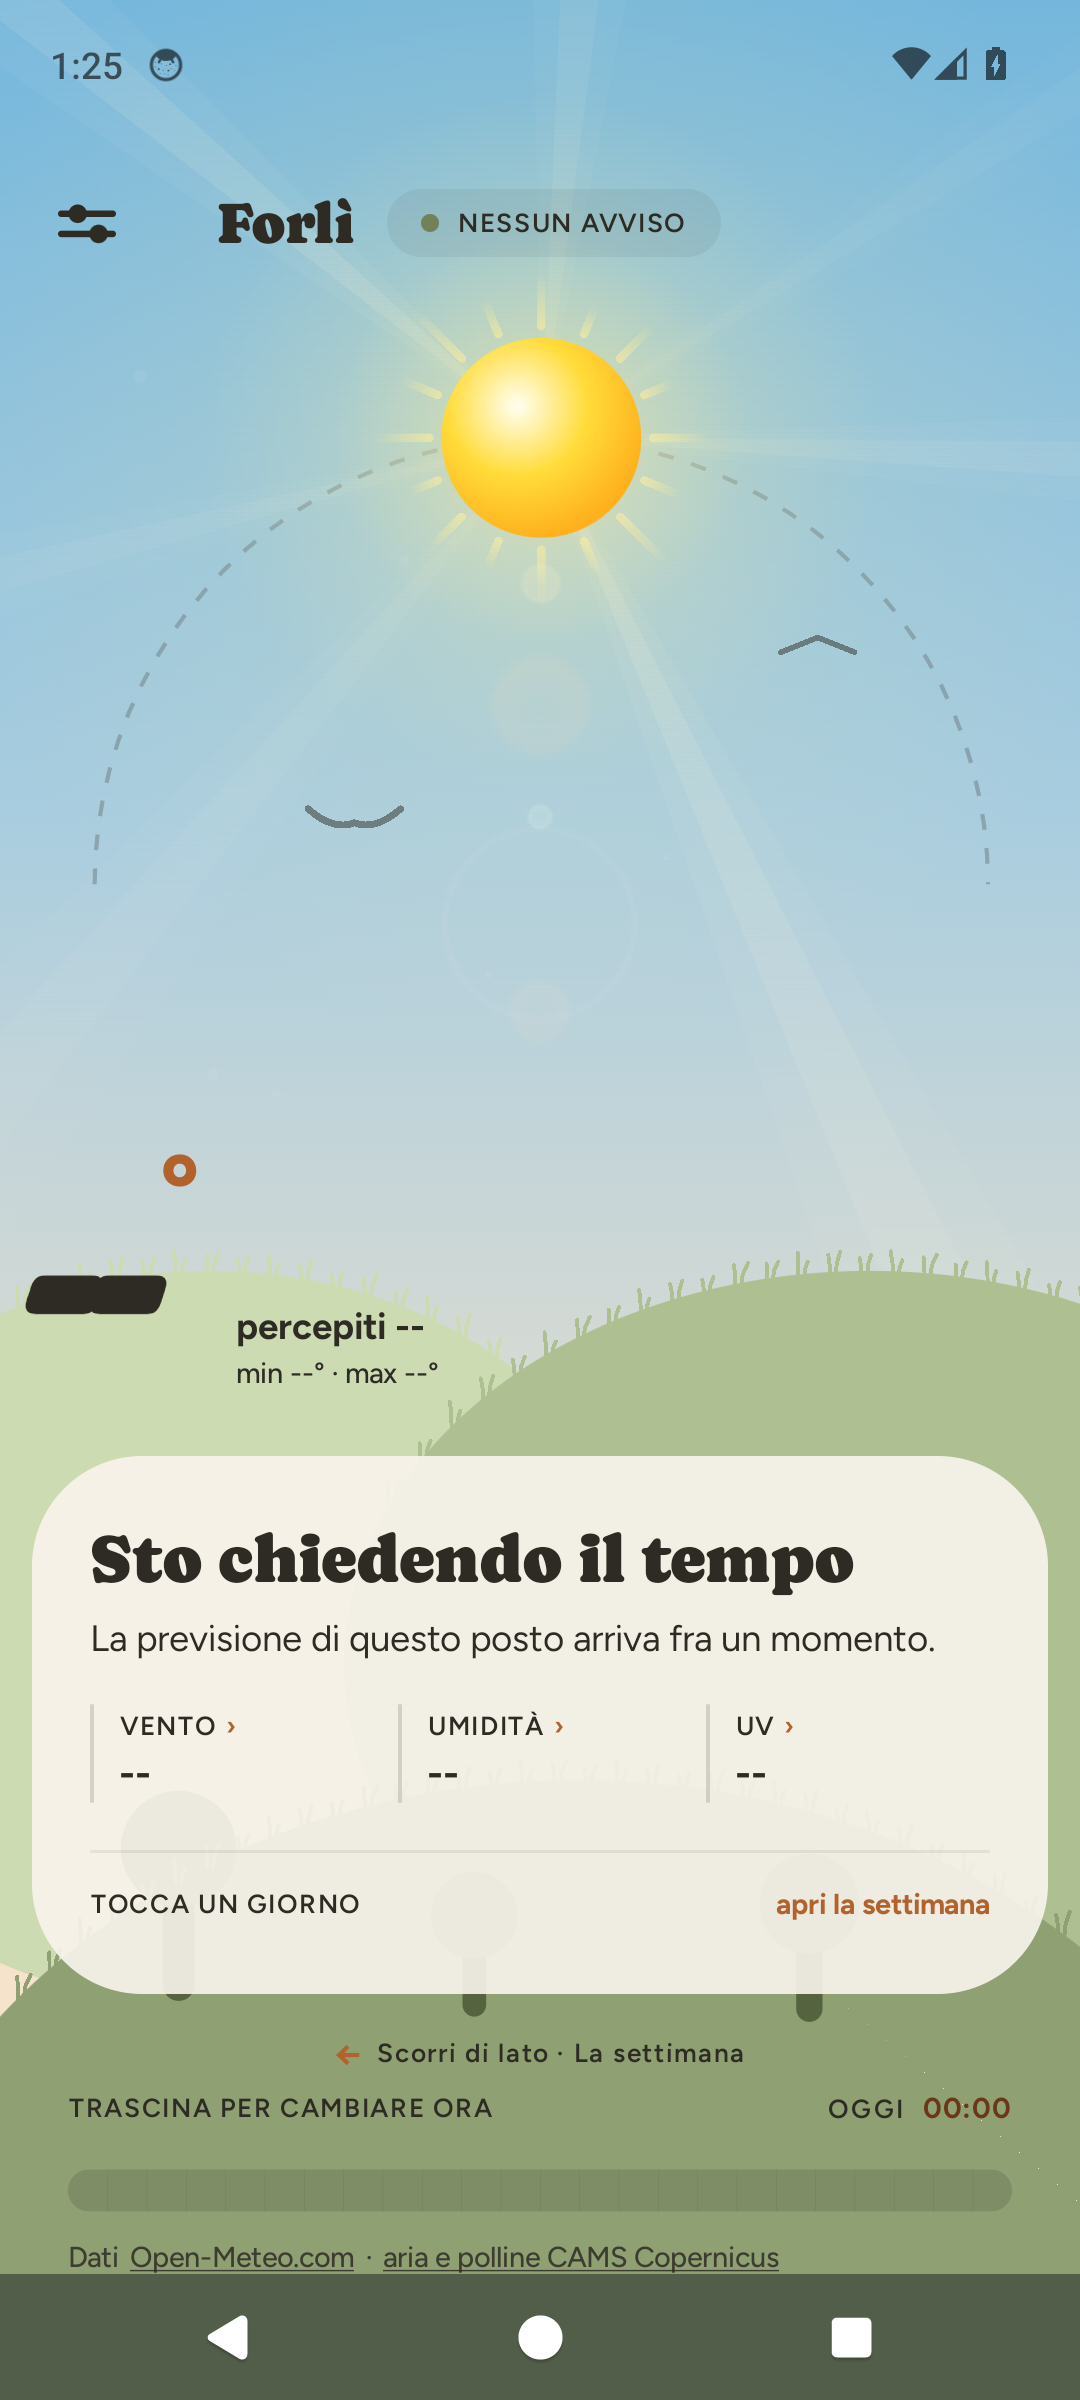 1:25
Forlì
NESSUN AVVISO
--
percepiti --
min --° · max --°
Sto chiedendo il tempo
La previsione di questo posto arriva fra un momento.
VENTO › UMIDITÀ › UV ›
-- -- --
TOCCA UN GIORNO apri la settimana
← Scorri di lato · La settimana
TRASCINA PER CAMBIARE ORA OGGI 00:00
Dati Open-Meteo.com · aria e polline CAMS Copernicus